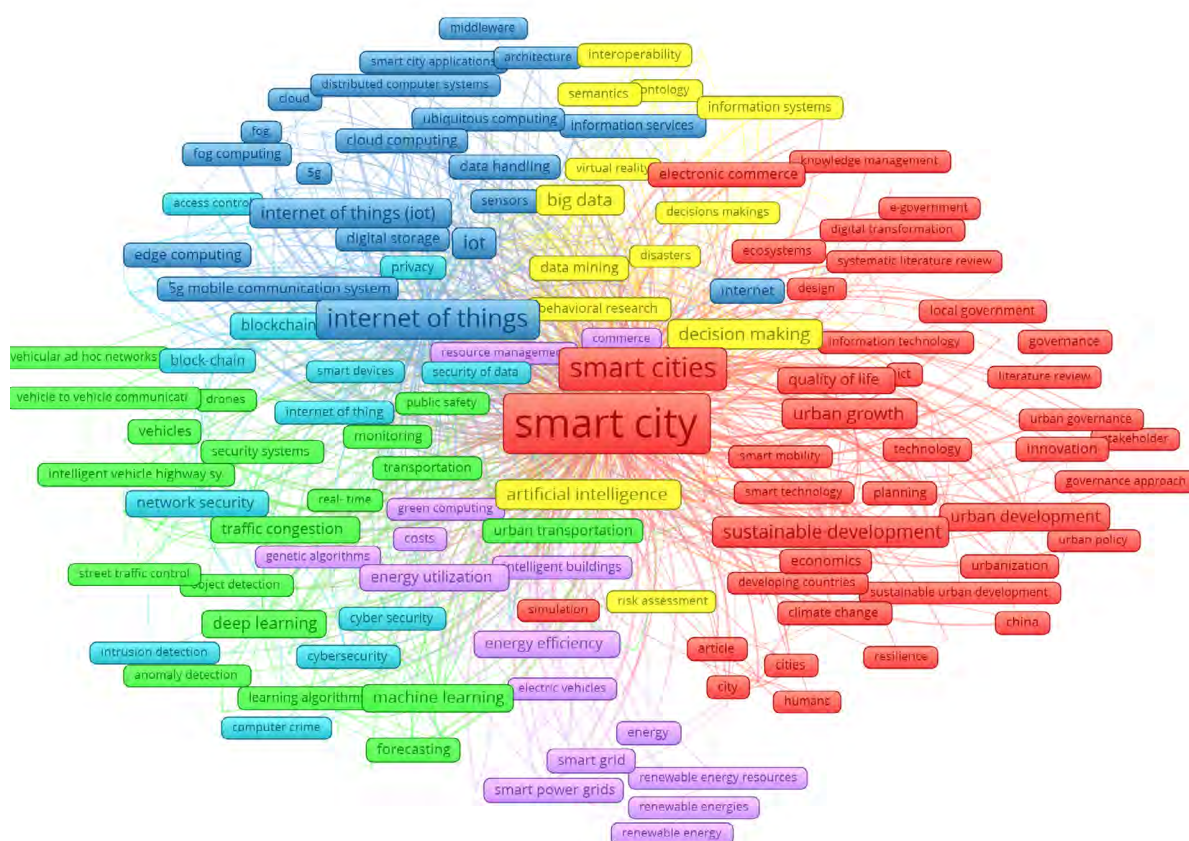 middleware
smart city applications
architecture
interoperability
distributed computer systems
cloud
semantics
ontology
information systems
ubiquitous computing
information services
fog
cloud computing
fog computing
5g
data handling
virtual reality
electronic commerce
knowledge management
access control
internet of things (iot)
sensors
big data
decisions makings
e-government
digital transformation
digital storage
iot
ecosystems
systematic literature review
edge computing
privacy
data mining
disasters
5g mobile communication system
internet
design
behavioral research
local government
blockchain
internet of things
commerce
decision making
information technology
governance
vehicular ad hoc networks
block-chain
resource managemen
smart cities
smart devices
security of data
quality of life
ict
literature review
vehicle to vehicle communicati
drones
public safety
internet of thing
smart city
urban growth
urban governance
vehicles
monitoring
stakeholder
security systems
technology
innovation
smart mobility
intelligent vehicle highway sy.
transportation
governance approach
network security
real- time
artificial intelligence
smart technology
planning
green computing
traffic congestion
urban transportation
sustainable development
urban development
costs
urban policy
genetic algorithms
intelligent buildings
economics
urbanization
street traffic control
object detection
energy utilization
developing countries
sustainable urban development
risk assessment
simulation
climate change
deep learning
cyber security
china
energy efficiency
intrusion detection
cybersecurity
article
cities
resilience
anomaly detection
learning algorithms
machine learning
electric vehicles
city
humans
computer crime
energy
forecasting
smart grid
renewable energy resources
smart power grids
renewable energies
renewable energy